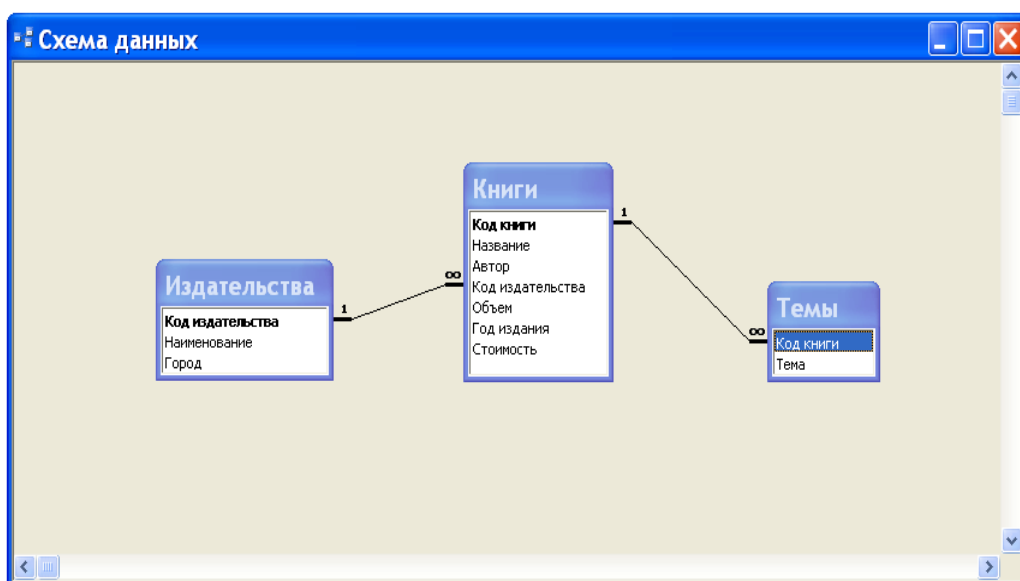 Схема данных
Книги
Код книги
Название
Автор
Код издательства
Объем
Год издания
Стоимость
Издательства
Код издательства
Наименование
Город
Темы
Код книги
Тема
1
∞
1
∞